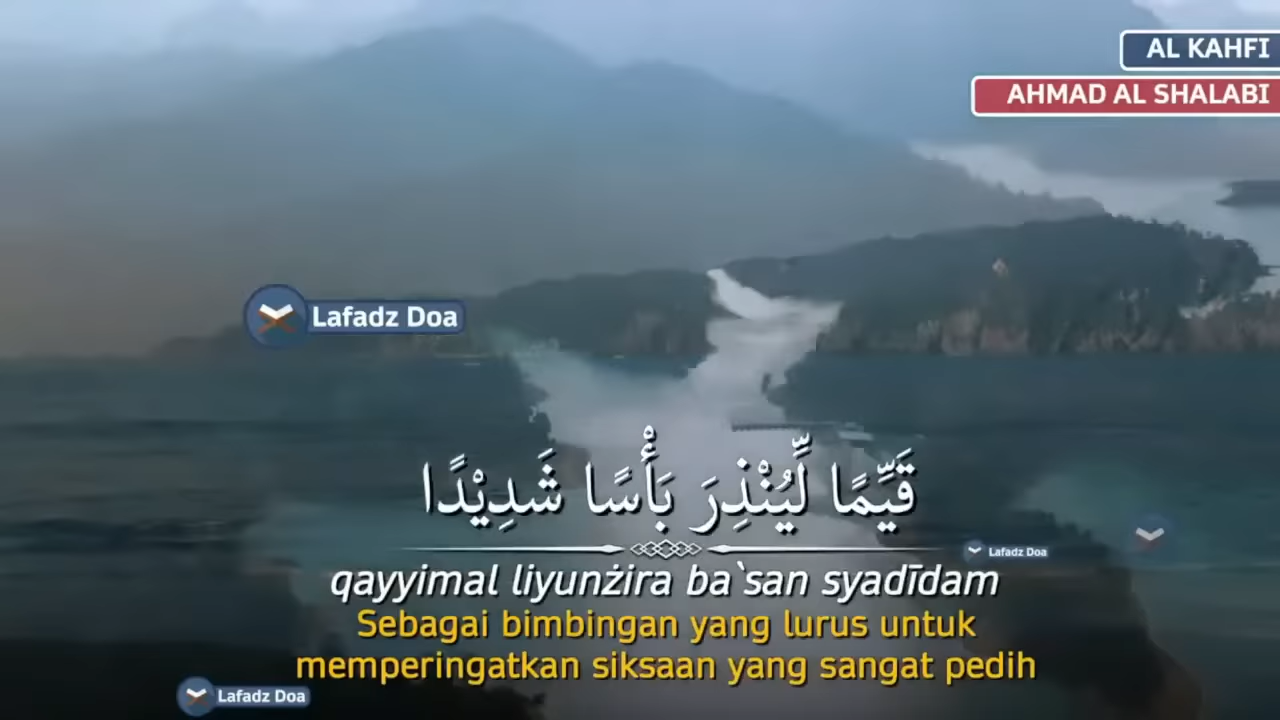 AL KAHFI
AHMAD AL SHALABI
Lafadz Doa
قَيِّمًا لِّيُنْذِرَ بَأْسًا شَدِيْدًا
Lafadz Doa
qayyimal liyunżira ba`san syadīdam
Sebagai bimbingan yang lurus untuk
memperingatkan siksaan yang sangat pedih
Lafadz Doa